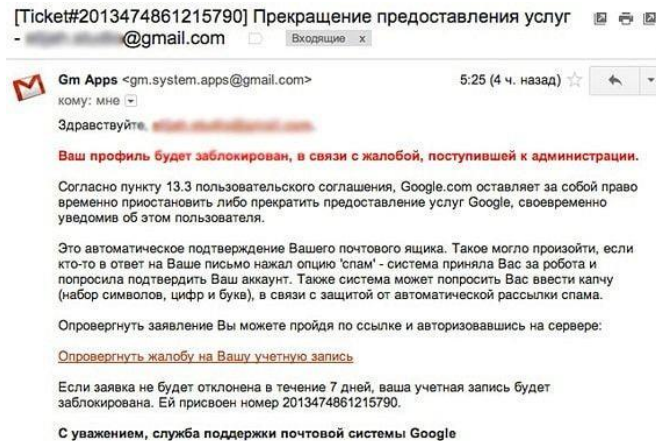 [Ticket#2013474861215790] Прекращение предоставления услуг
- @gmail.com Входящие x
Gm Apps <gm.system.apps@gmail.com> 5:25 (4 ч. назад)
кому: мне
Здравствуйте,
Ваш профиль будет заблокирован, в связи с жалобой, поступившей к администрации.
Согласно пункту 13.3 пользовательского соглашения, Google.com оставляет за собой право
временно приостановить либо прекратить предоставление услуг Google, своевременно
уведомив об этом пользователя.
Это автоматическое подтверждение Вашего почтового ящика. Такое могло произойти, если
кто-то в ответ на Ваше письмо нажал опцию 'спам' - система приняла Вас за робота и
попросила подтвердить Ваш аккаунт. Также система может попросить Вас ввести капчу
(набор символов, цифр и букв), в связи с защитой от автоматической рассылки спама.
Опровергнуть заявление Вы можете пройдя по ссылке и авторизовавшись на сервере:
Опровергнуть жалобу на Вашу учетную запись
Если заявка не будет отклонена в течение 7 дней, ваша учетная запись будет
заблокирована. Ей присвоен номер 2013474861215790.
С уважением, служба поддержки почтовой системы Google